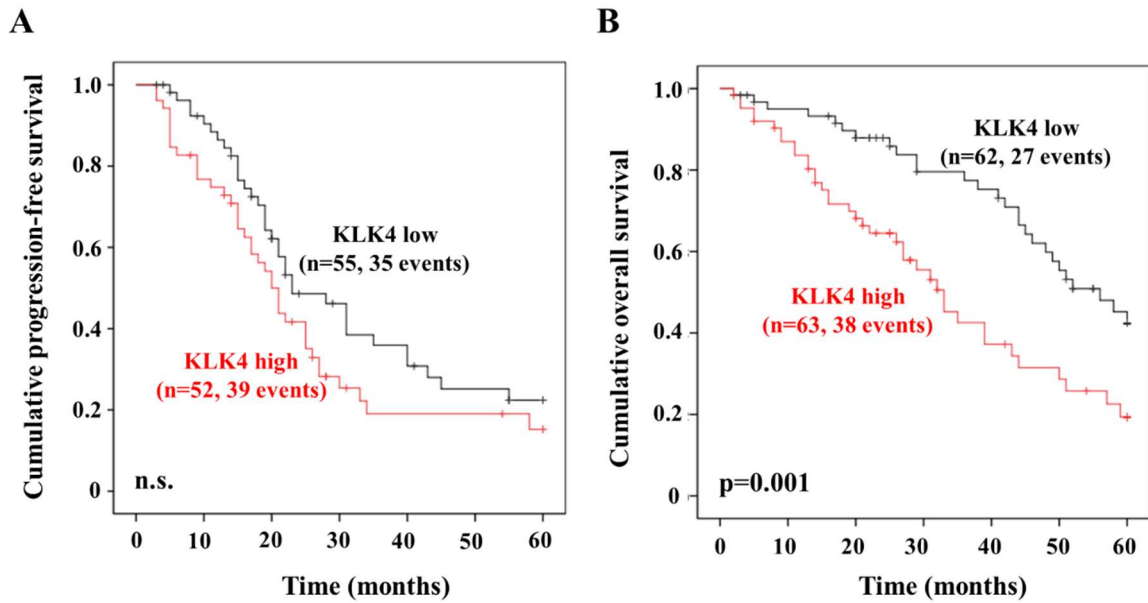 A
Cumulative progression-free survival
1.0
0.8
0.6
0.4
0.2
0
KLK4 low
(n=55, 35 events)
KLK4 high
(n=52, 39 events)
n.s.
0 10 20 30 40 50 60
Time (months)
B
Cumulative overall survival
1.0
0.8
0.6
0.4
0.2
0
KLK4 low
(n=62, 27 events)
KLK4 high
(n=63, 38 events)
p=0.001
0 10 20 30 40 50 60
Time (months)